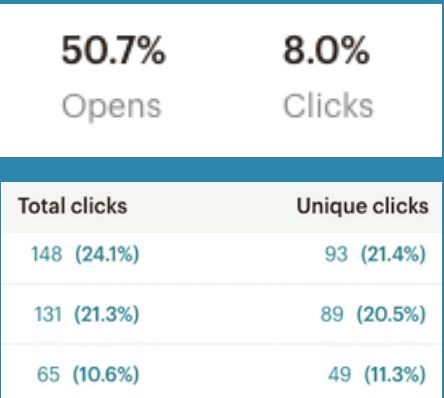 50.7% 8.0%
Opens Clicks
Total clicks Unique clicks
148 (24.1%) 93 (21.4%)
131 (21.3%) 89 (20.5%)
65 (10.6%) 49 (11.3%)